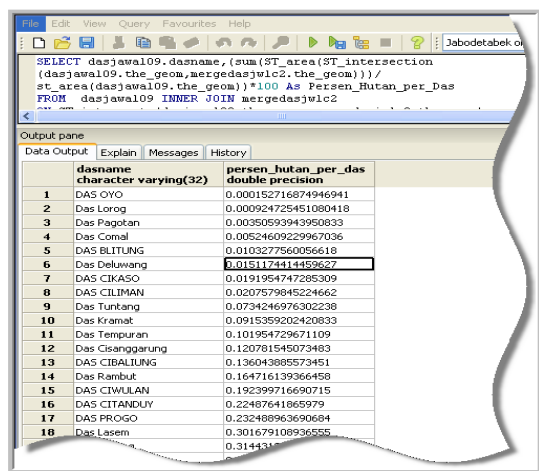 File Edit View Query Favourites Help
Jabodetabek on
SELECT dasjawa109.dasname,(sum(ST_area(ST_intersection
(dasjawa109.the_geom,mergedasjwlc2.the_geom)))/
st_area(dasjawa109.the_geom))*100 As Persen_Hutan_per_Das
FROM dasjawa109 INNER JOIN mergedasjwlc2
Output pane
Data Output Explain Messages History
dasname persen_hutan_per_das
character varying(32) double precision
1 DAS OYO 0.000152716874946941
2 Das Lorog 0.000924725451080418
3 Das Pagotan 0.00350593943950833
4 Das Comal 0.00524609229967036
5 DAS BLITUNG 0.0103277560056618
6 Das Deluwang 0.0151174414459627
7 DAS CIKASO 0.0191954747285309
8 DAS CILIMAN 0.0207579845224662
9 Das Tuntang 0.0734246976302238
10 Das Kramat 0.0915359202420833
11 Das Tempuran 0.101954729671109
12 Das Cisanggarung 0.120781545073483
13 DAS CIBALIUNG 0.136043885573451
14 Das Rambut 0.164716139366458
15 DAS CIWULAN 0.192399716690715
16 DAS CITANDUY 0.22487641865979
17 DAS PROGO 0.232488963690684
18 Das Lasem 0.301679108936555